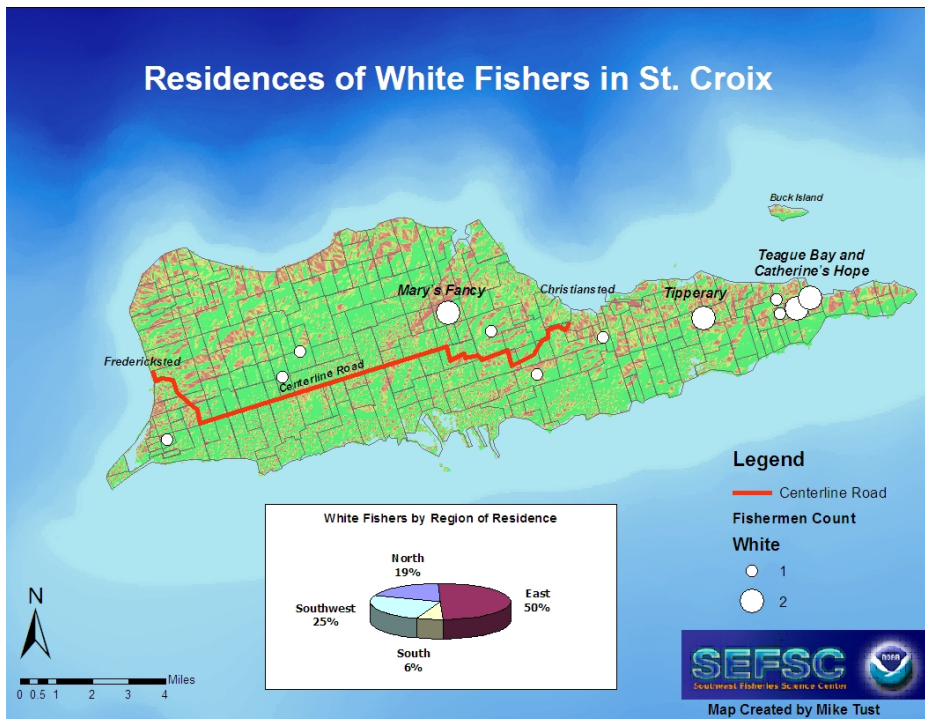 Residences of White Fishers in St. Croix
Buck Island
Teague Bay and
Catherine's Hope
Mary's Fancy
Christiansted
Tipperary
Fredericksted
Centerline Road
Legend
Centerline Road
Fishermen Count
White
1
2
White Fishers by Region of Residence
North
19%
East
50%
Southwest
25%
South
6%
N
Miles
0 0.5 1 2 3 4
SEFSC
Southeast Fisheries Science Center
NOAA
Map Created by Mike Tust